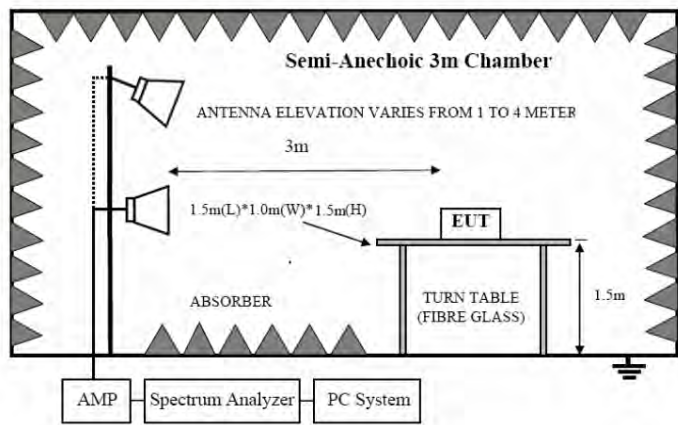 Semi-Anechoic 3m Chamber
ANTENNA ELEVATION VARIES FROM 1 TO 4 METER
3m
1.5m(L)*1.0m(W)*1.5m(H)
EUT
ABSORBER
TURN TABLE
(FIBRE GLASS)
1.5m
AMP
Spectrum Analyzer
PC System